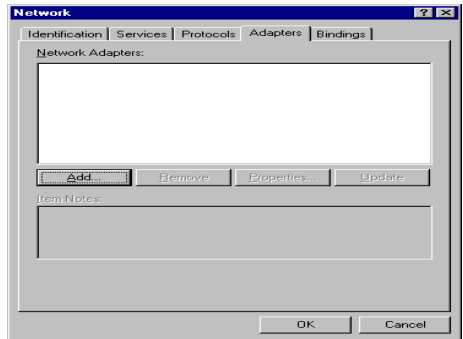 Network
Identification Services Protocols Adapters Bindings
Network Adapters:
Add... Remove Properties... Update
Item Notes:
OK Cancel